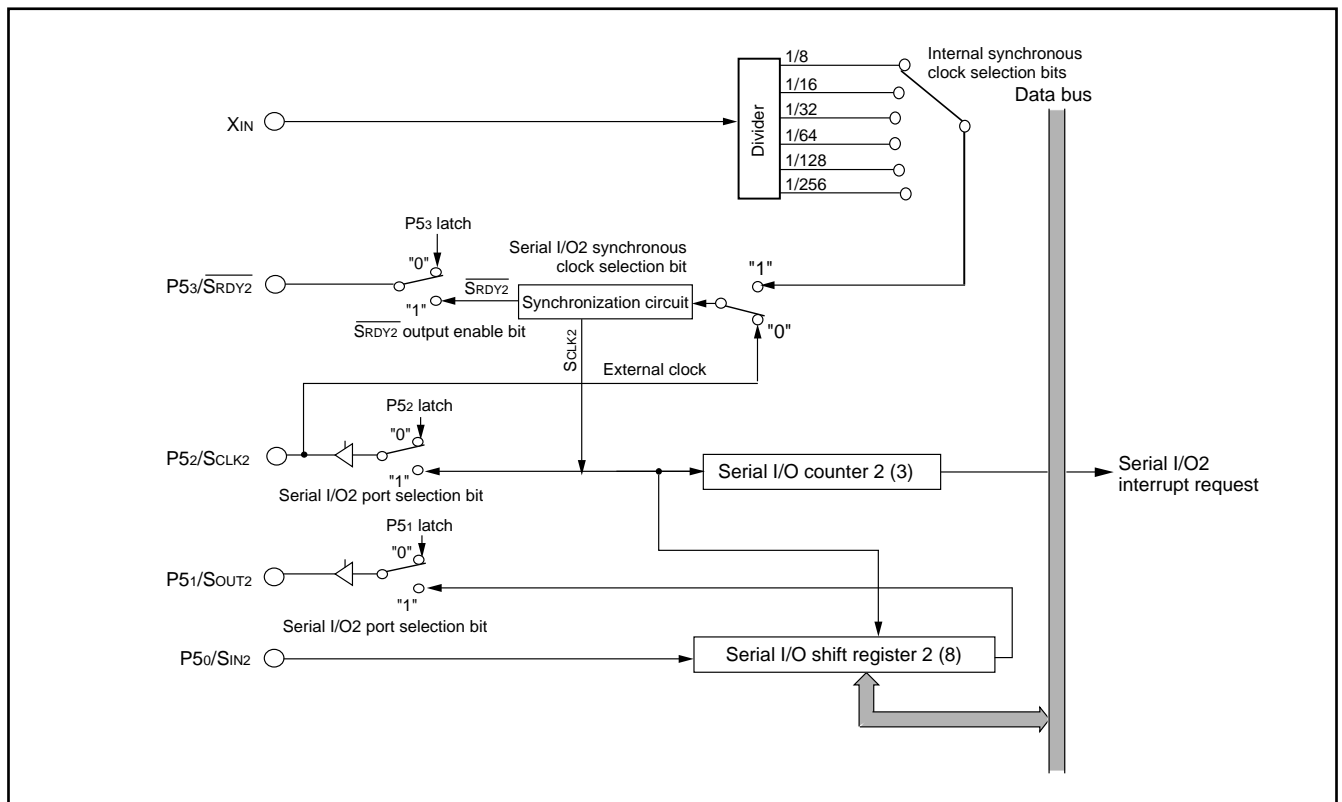 Internal synchronous
clock selection bits
Data bus
XIN
Divider
1/8
1/16
1/32
1/64
1/128
1/256
P53 latch
"0"
Serial I/O2 synchronous
clock selection bit
"1"
P53/SRDY2
SRDY2
Synchronization circuit
"1"
"0"
SRDY2 output enable bit
SCLK2
External clock
P52 latch
"0"
P52/SCLK2
"1"
Serial I/O2 port selection bit
Serial I/O counter 2 (3)
Serial I/O2
interrupt request
P51 latch
"0"
P51/SOUT2
"1"
Serial I/O2 port selection bit
P50/SIN2
Serial I/O shift register 2 (8)